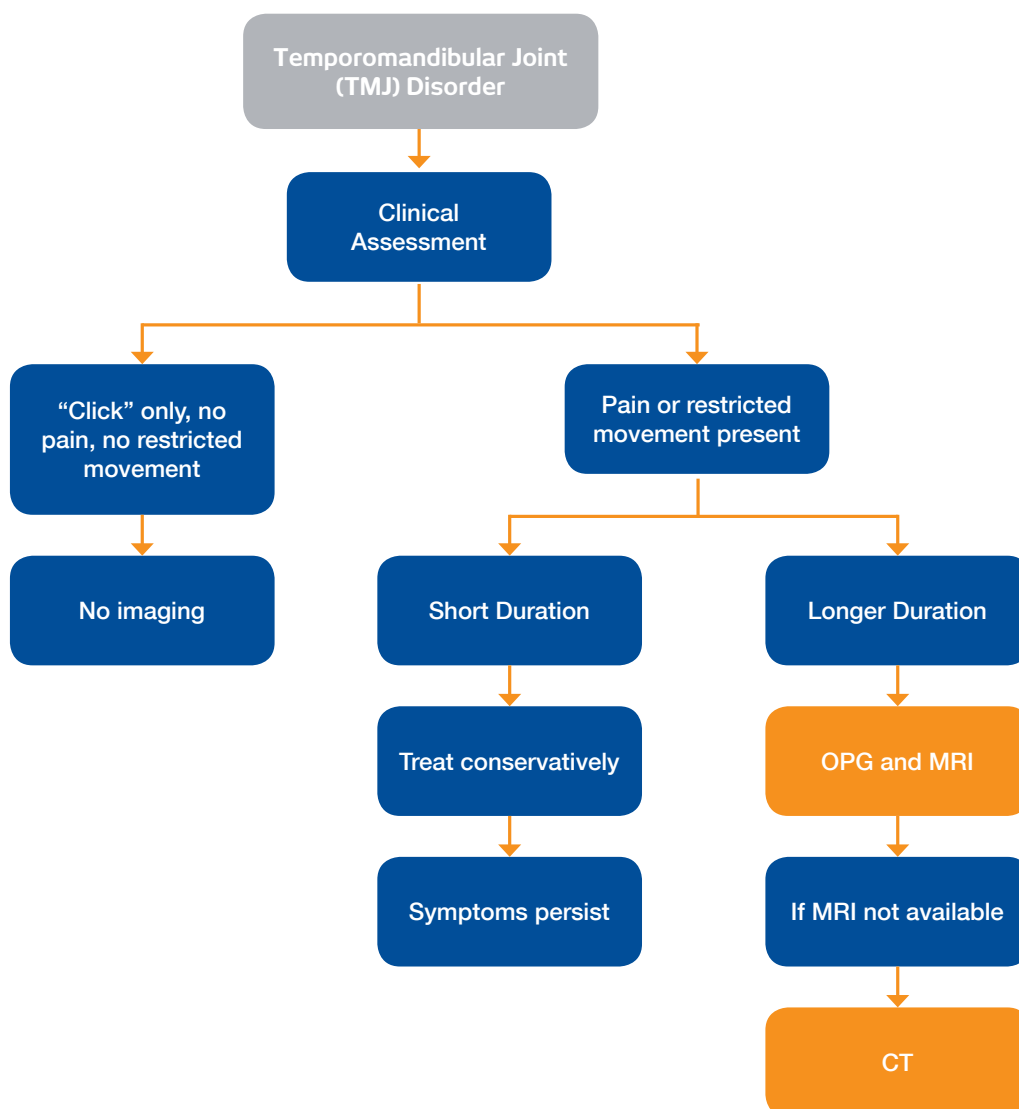 Temporomandibular Joint
(TMJ) Disorder
Clinical
Assessment
“Click” only, no
pain, no restricted
movement
Pain or restricted
movement present
No imaging
Short Duration
Longer Duration
Treat conservatively
OPG and MRI
Symptoms persist
If MRI not available
CT